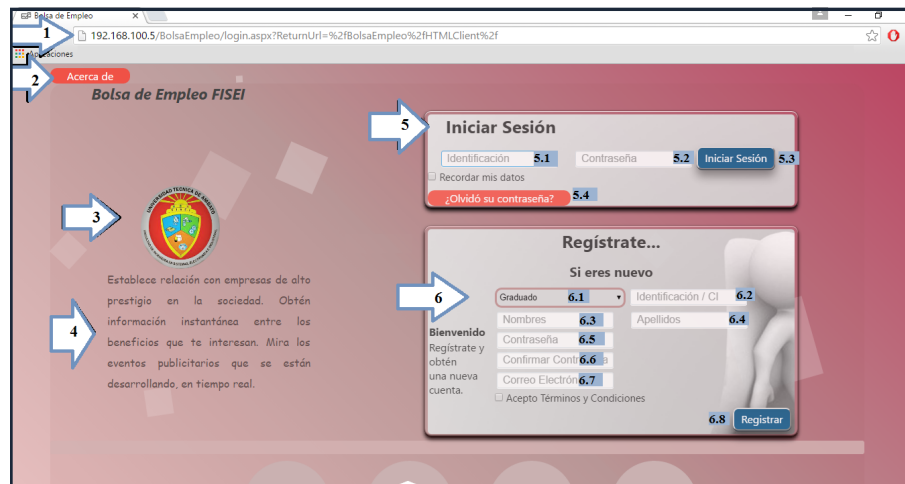 Bolsa de Empleo
192.168.100.5/BolsaEmpleo/login.aspx?ReturnUrl=%2fBolsaEmpleo%2fHTMLClient%2f
1
2
Acerca de
Bolsa de Empleo FISEI
5
Iniciar Sesión
Identificación 5.1 Contraseña 5.2 Iniciar Sesión 5.3
Recordar mis datos
¿Olvidó su contraseña? 5.4
3
UNIVERSIDAD TECNICA DE AMBATO
4
Establece relación con empresas de alto
prestigio en la sociedad. Obtén
información instantánea entre los
beneficios que te interesan. Mira los
eventos publicitarios que se están
desarrollando, en tiempo real.
Regístrate...
Si eres nuevo
6
Graduado 6.1 Identificación / CI 6.2
Nombres 6.3 Apellidos 6.4
Bienvenido
Regístrate y
obtén
una nueva
cuenta.
Contraseña 6.5
Confirmar Cont 6.6 a
Correo Electrón 6.7
Acepto Términos y Condiciones
6.8 Registrar